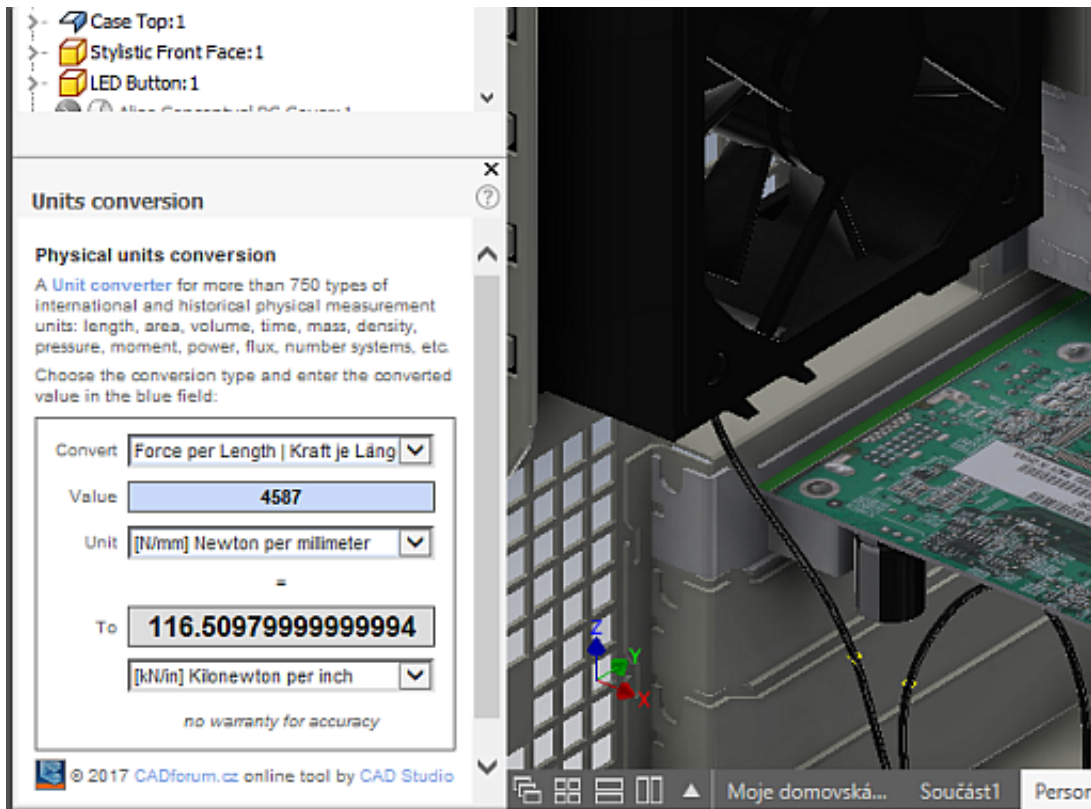 Case Top:1
Stylistic Front Face:1
LED Button:1
Units conversion
Physical units conversion
A Unit converter for more than 750 types of
international and historical physical measurement
units: length, area, volume, time, mass, density,
pressure, moment, power, flux, number systems, etc.
Choose the conversion type and enter the converted
value in the blue field:
Convert Force per Length | Kraft je Läng
Value 4587
Unit [N/mm] Newton per milimeter
=
To 116.50979999999994
[kN/in] Kilonewton per inch
no warranty for accuracy
© 2017 CADforum.cz online tool by CAD Studio
Z
Y
X
Moje domovská... Součást1 Person